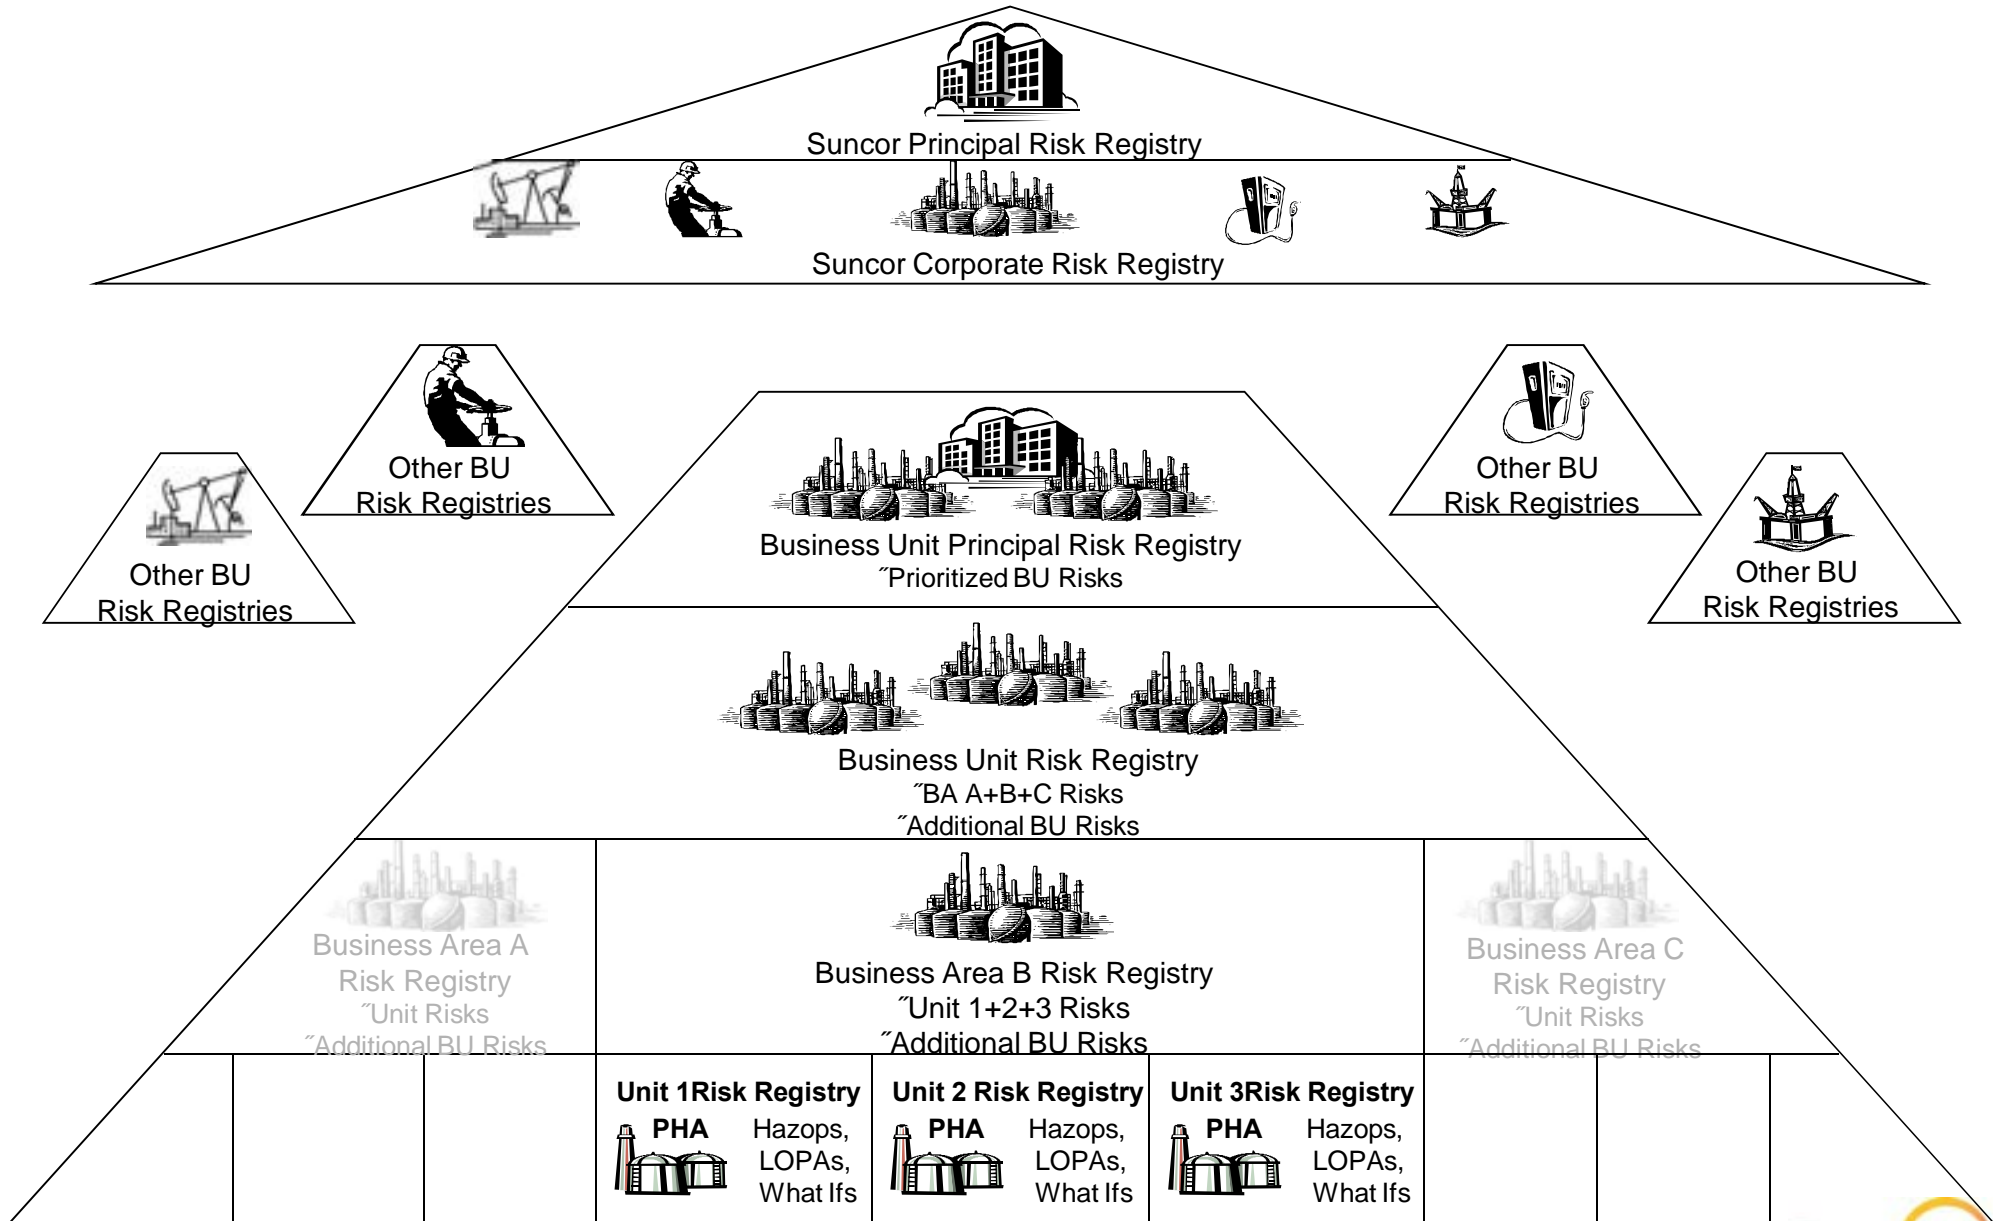 Suncor Principal Risk Registry
Suncor Corporate Risk Registry
Other BU
Risk Registries
Other BU
Risk Registries
Other BU
Risk Registries
Other BU
Risk Registries
Business Unit Principal Risk Registry
˝Prioritized BU Risks
Business Unit Risk Registry
˝BA A+B+C Risks
˝Additional BU Risks
Business Area A
Risk Registry
˝Unit Risks
˝Additional BU Risks
Business Area B Risk Registry
˝Unit 1+2+3 Risks
˝Additional BU Risks
Business Area C
Risk Registry
˝Unit Risks
˝Additional BU Risks
Unit 1Risk Registry
PHA
Hazops,
LOPAs,
What Ifs
Unit 2 Risk Registry
PHA
Hazops,
LOPAs,
What Ifs
Unit 3Risk Registry
PHA
Hazops,
LOPAs,
What Ifs